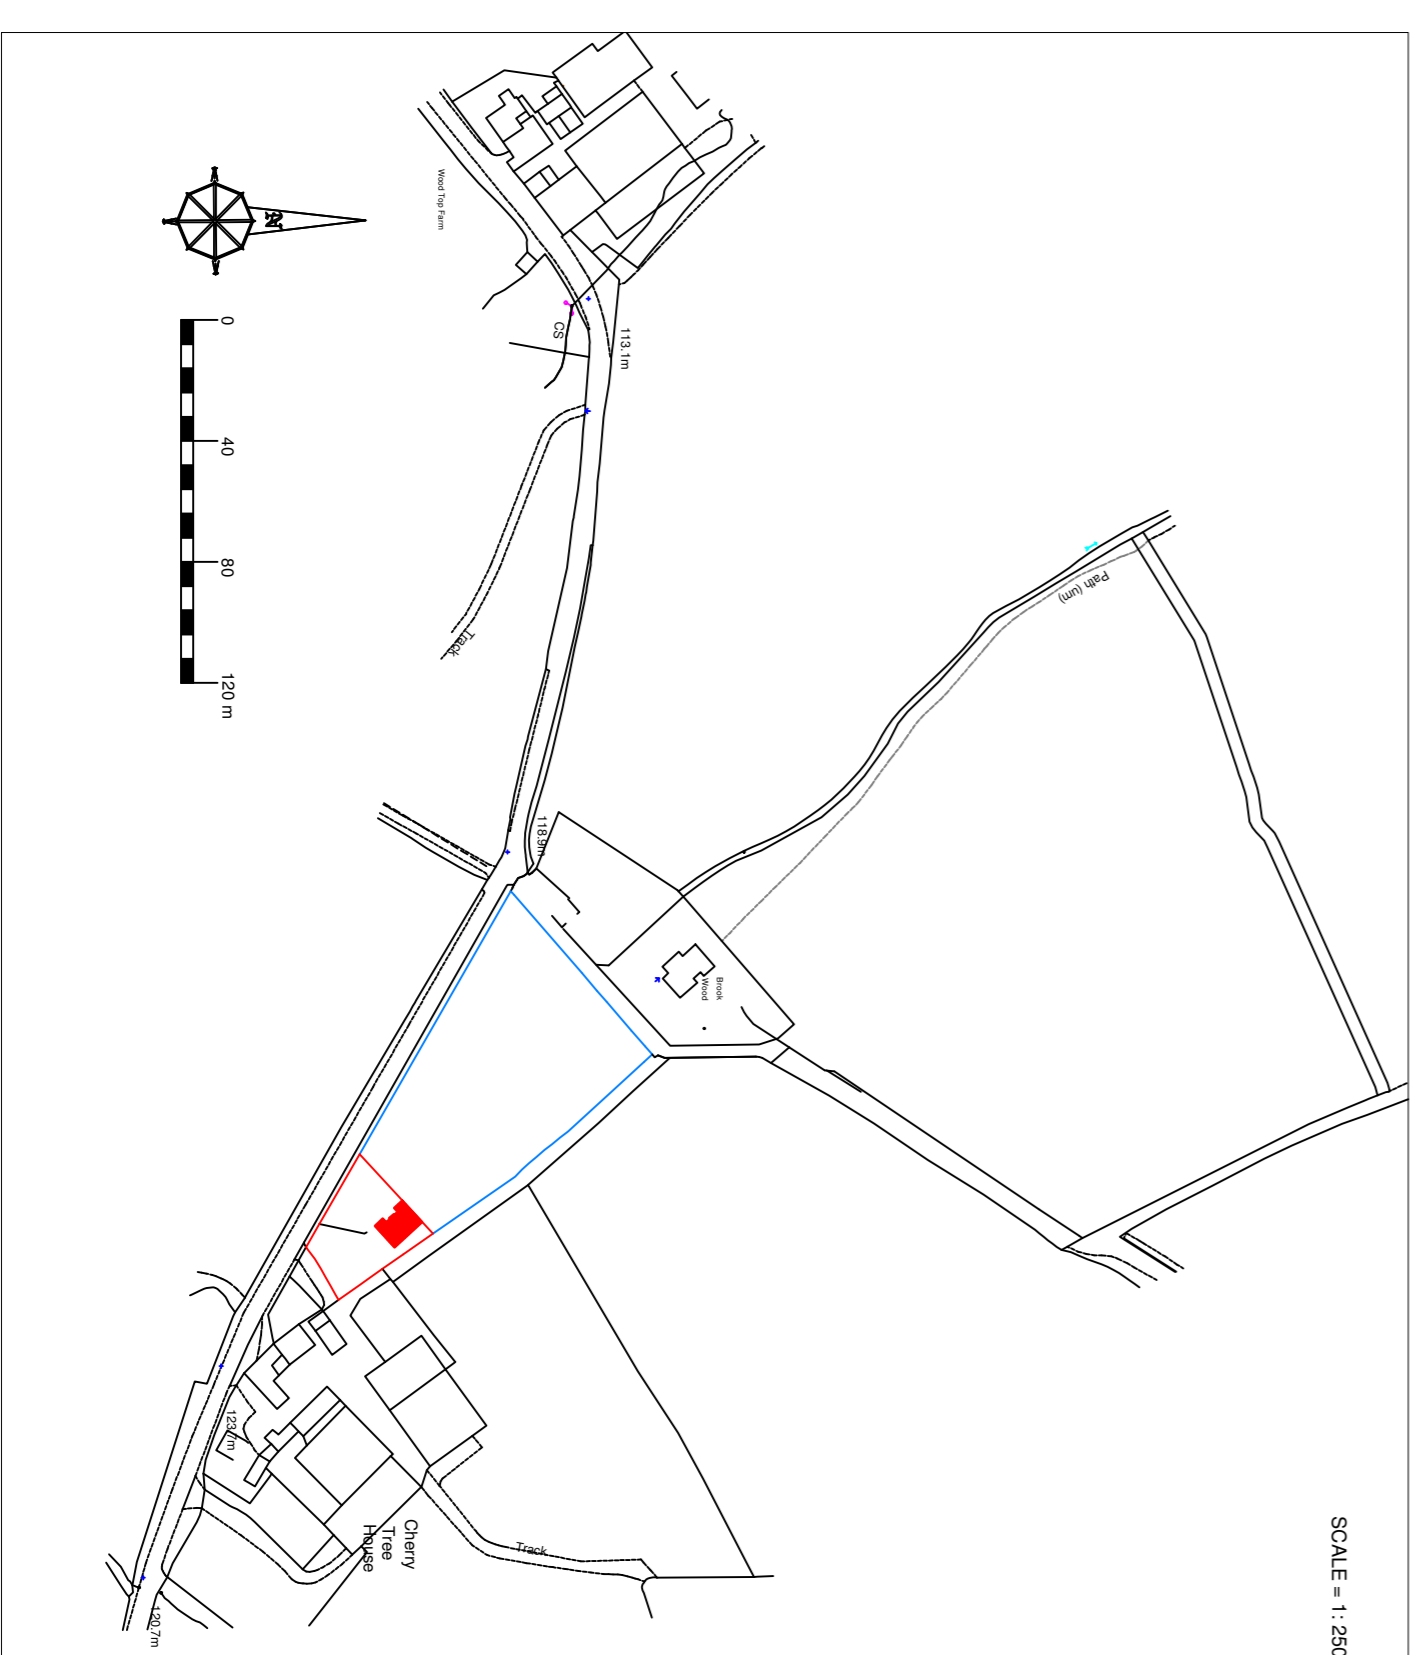 SCALE = 1: 250
Wood Top Farm
N
CS
113.1m
0
40
80
120 m
Track
Path (um)
118.9m
Brook
Wood
123.7m
Cherry
Tree
House
Track
120.7m